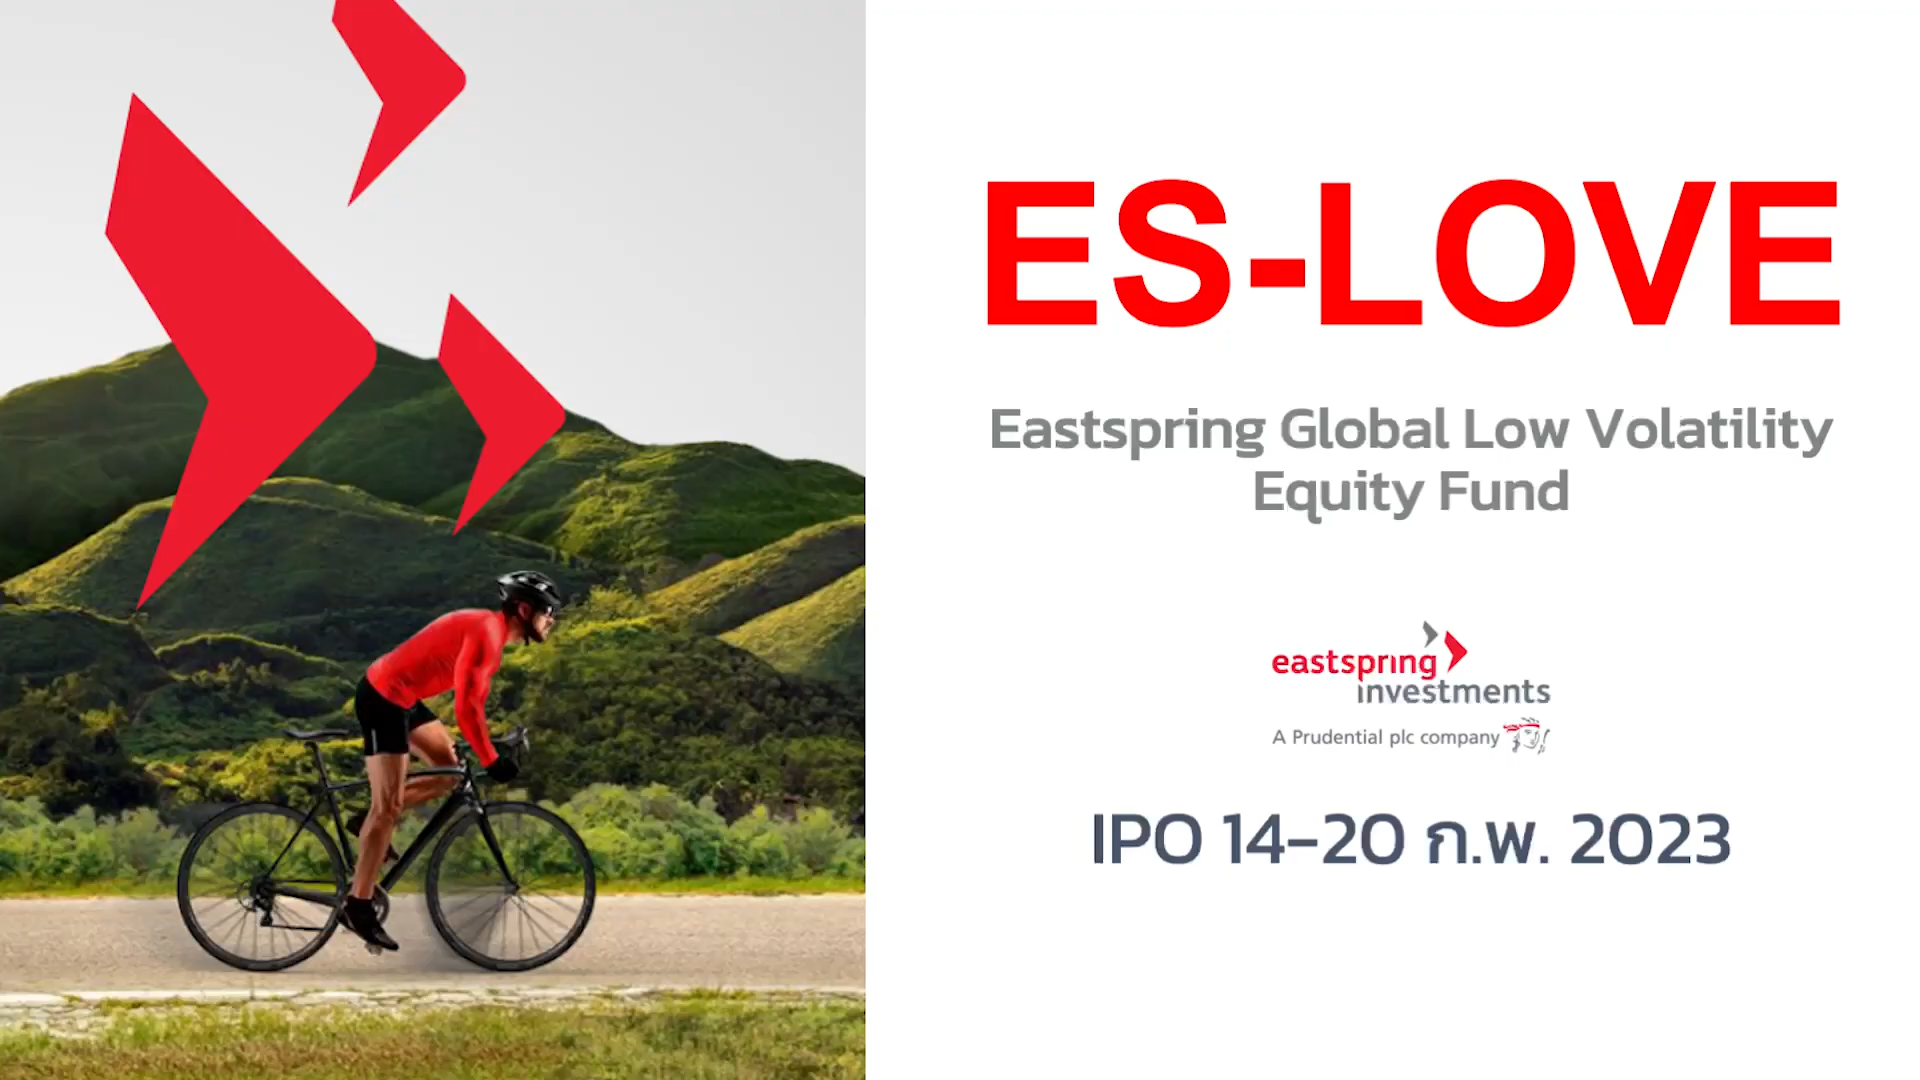 ES-LOVE
Eastspring Global Low Volatility
Equity Fund
eastspring
investments
A Prudential plc company
IPO 14-20 ก.พ. 2023